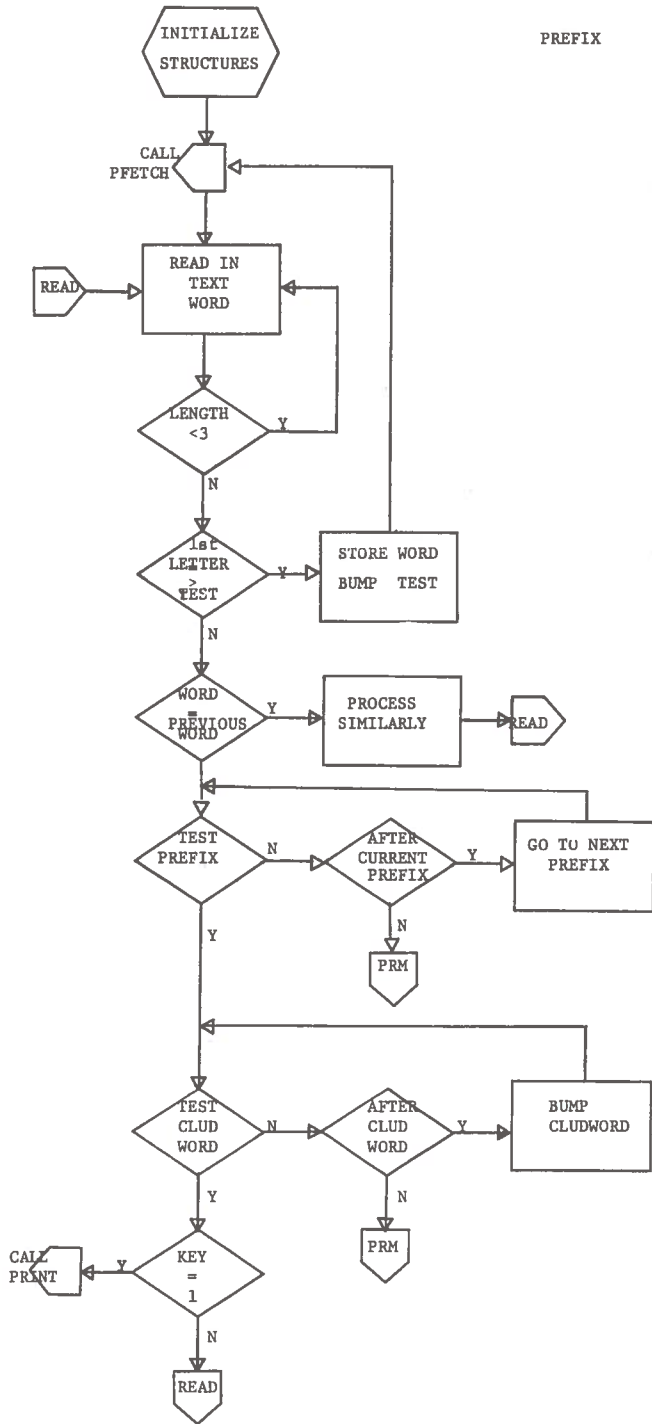 PREFIX
INITIALIZE
STRUCTURES
CALL
PFETCH
READ IN
TEXT
WORD
READ
LENGTH
<3
Y
N
1st
LETTER
=
>
TEST
Y
STORE WORD
BUMP TEST
N
WORD
=
PREVIOUS
WORD
Y
PROCESS
SIMILARLY
READ
TEST
PREFIX
N
AFTER
CURRENT
PREFIX
Y
GO TO NEXT
PREFIX
N
PRM
Y
TEST
CLUD
WORD
N
AFTER
CLUD
WORD
Y
BUMP
CLUDWORD
N
PRM
Y
KEY
=
1
Y
CALL
PRINT
N
READ